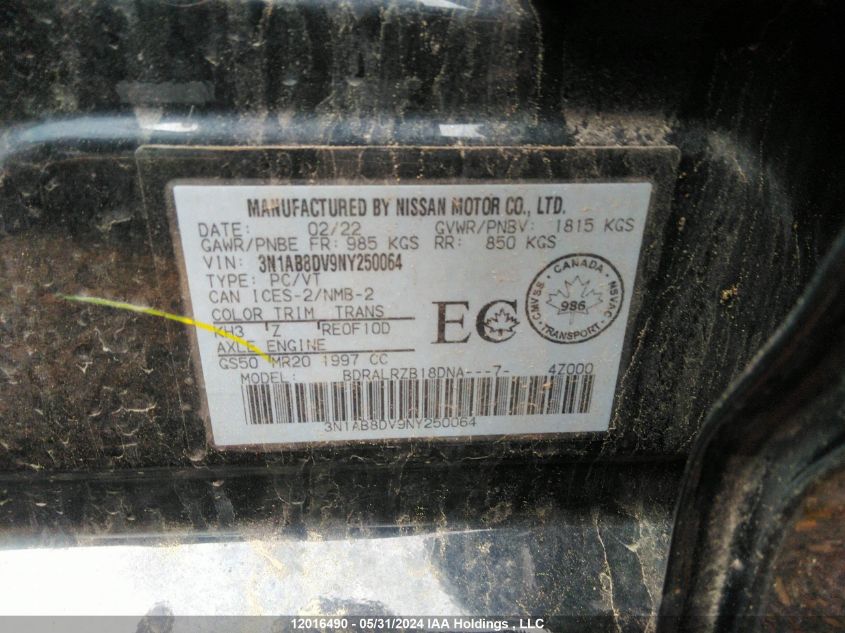 MANUFACTURED BY NISSAN MOTOR CO., LTD.
DATE: 02/22 GVWR/PNBV: 1815 KGS
GAWR/PNBE FR: 985 KGS RR: 850 KGS
VIN: 3N1AB8DV9NY250064
TYPE: PC/VT
CAN ICES-2/NMB-2
COLOR TRIM TRANS
KH3 Z RE0F10D
AXLE ENGINE
GS50 MR20 1997 CC
MODEL: BDRALRZB18DNA---7- 4Z000
3N1AB8DV9NY250064
EC
CANADA
CMVSS 986 NSVAC
TRANSPORT
12016490 - 05/31/2024 IAA Holdings, LLC